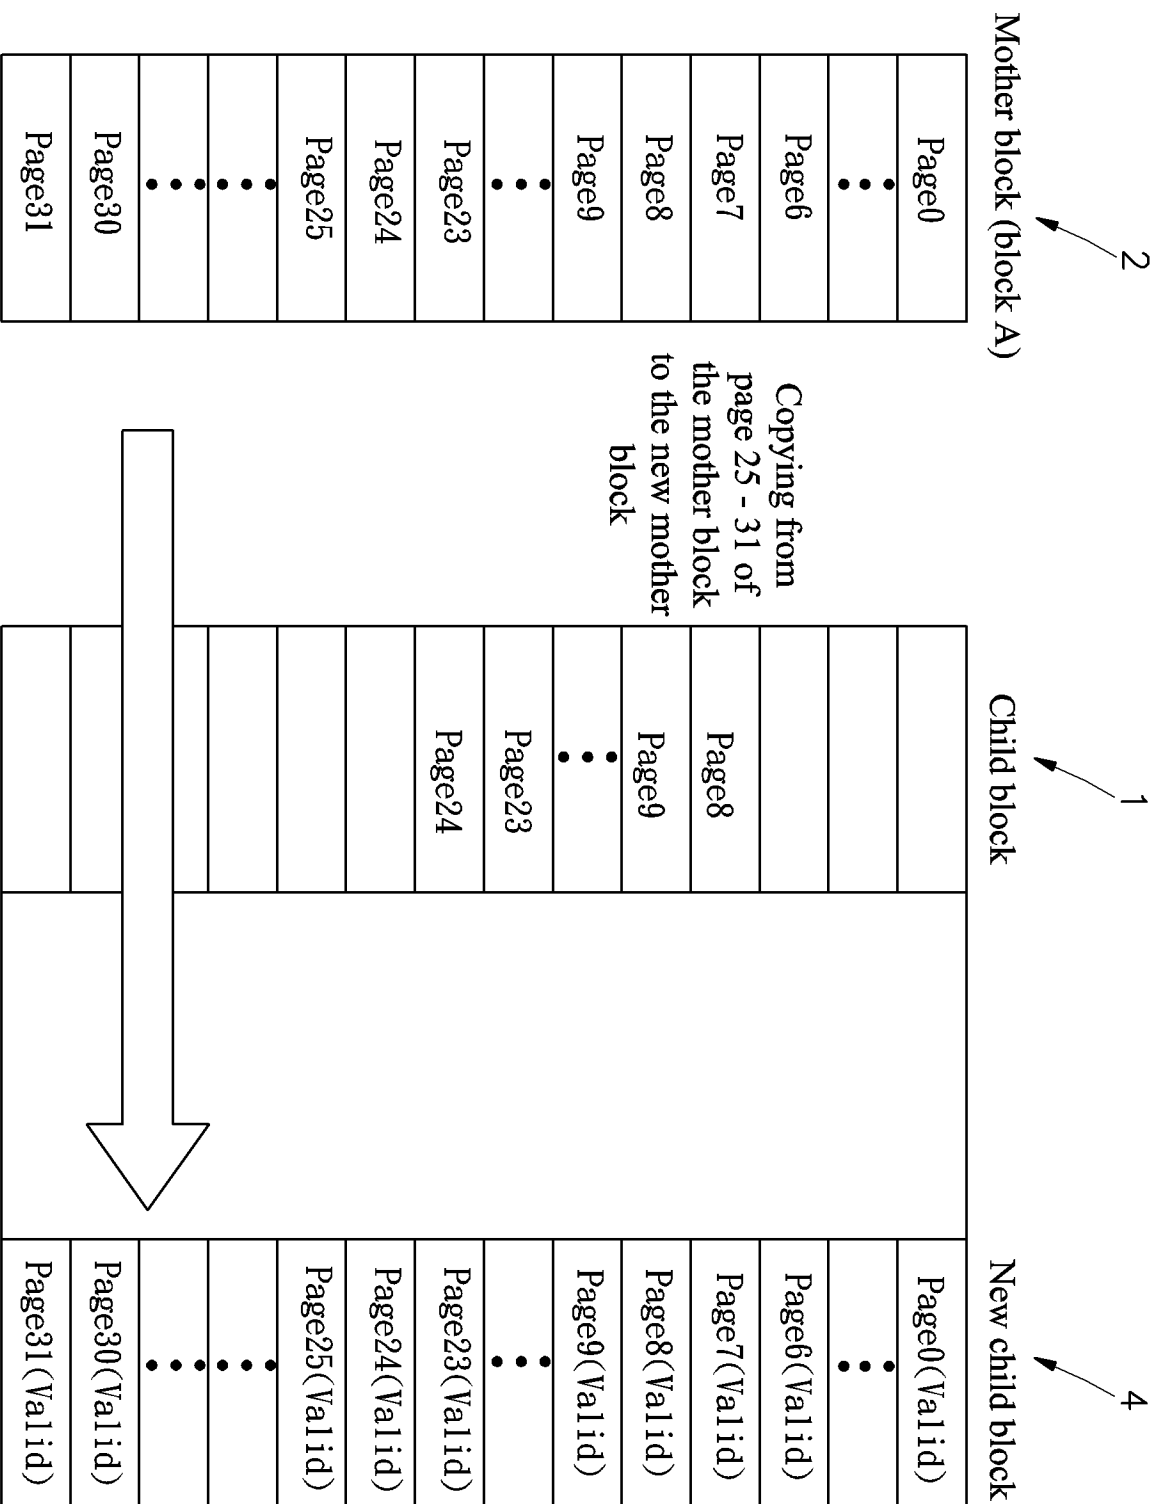 2
1
4
Mother block (block A)
Child block
New child block
Page0
Page6
Page7
Page8
Page9
Page23
Page24
Page25
Page30
Page31
Copying from
page 25 - 31 of
the mother block
to the new mother
block
Page8
Page9
Page23
Page24
Page0(Valid)
Page6(Valid)
Page7(Valid)
Page8(Valid)
Page9(Valid)
Page23(Valid)
Page24(Valid)
Page25(Valid)
Page30(Valid)
Page31(Valid)